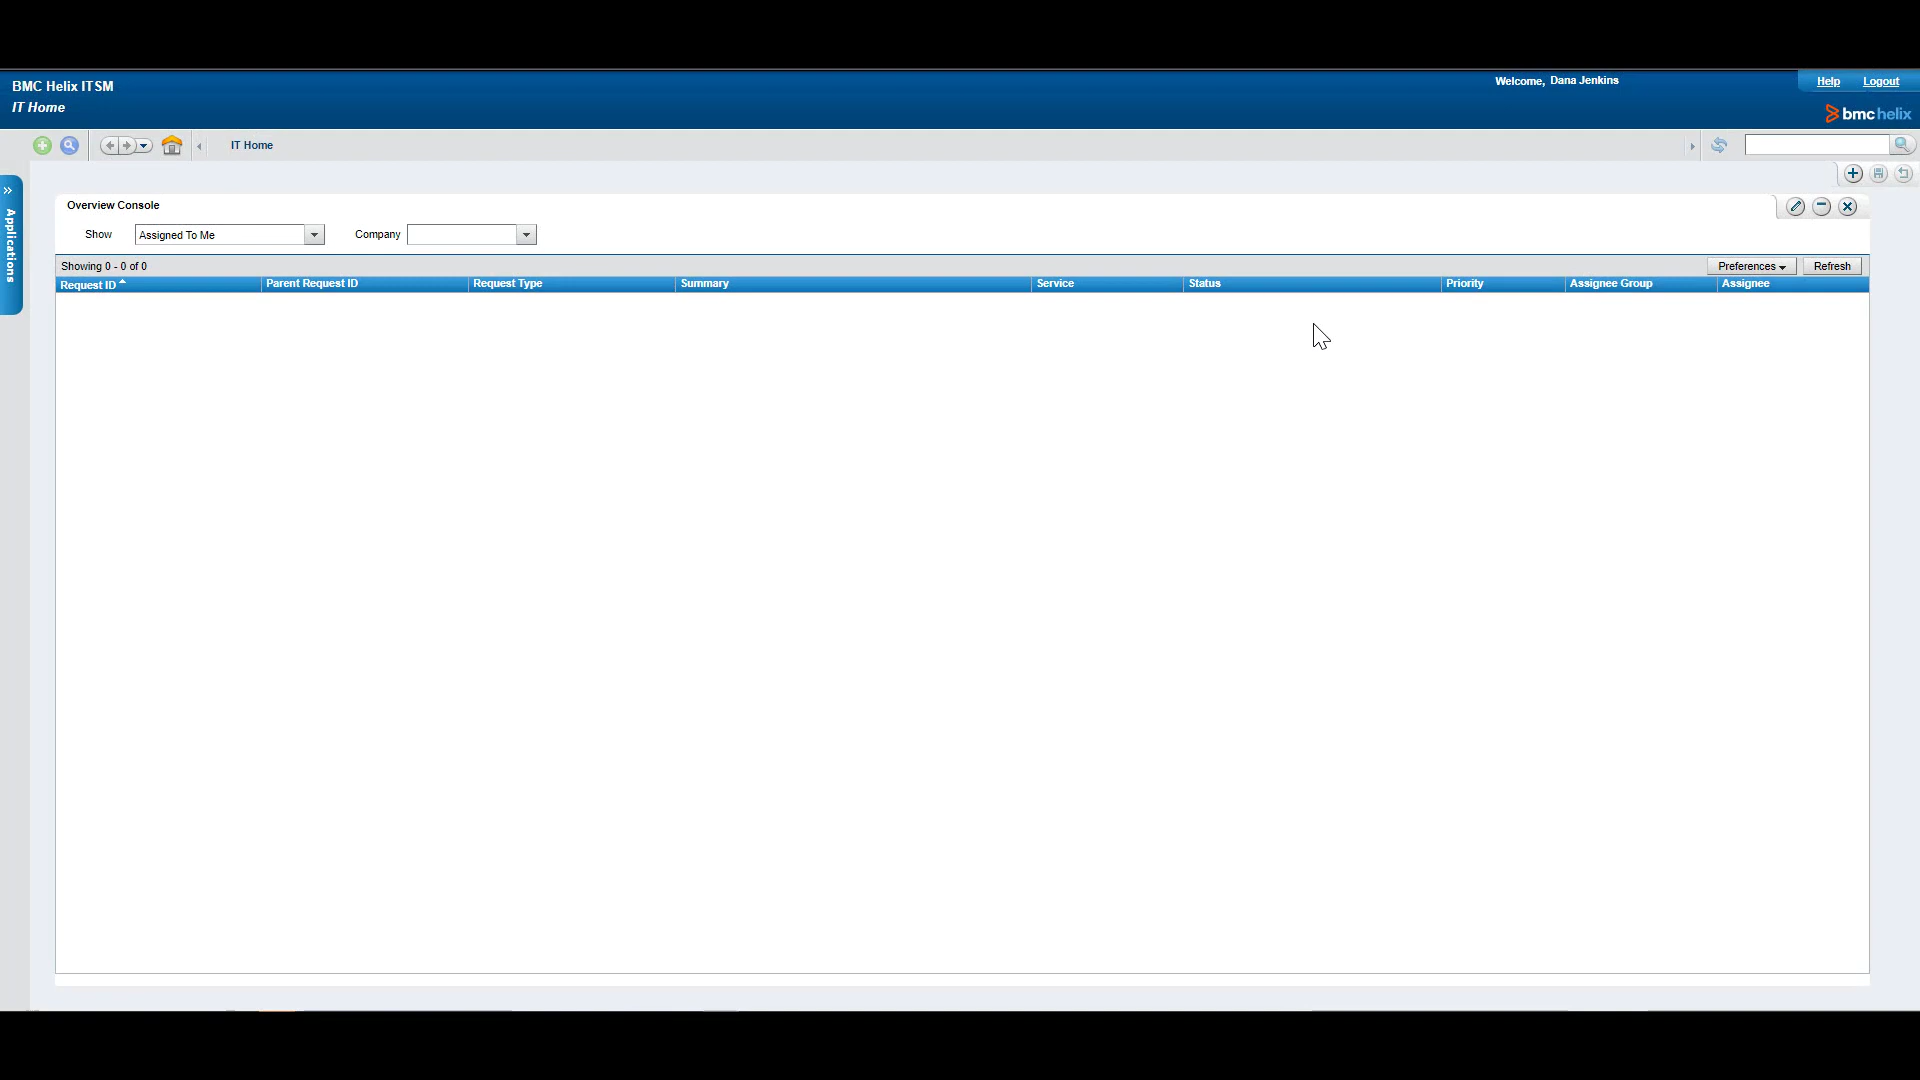 BMC Helix ITSM
IT Home
Welcome, Dana Jenkins
Help
Logout
bmc helix
IT Home
Applications
Overview Console
Show
Assigned To Me
Company
Showing 0 - 0 of 0
Preferences
Refresh
Request ID
Parent Request ID
Request Type
Summary
Service
Status
Priority
Assignee Group
Assignee